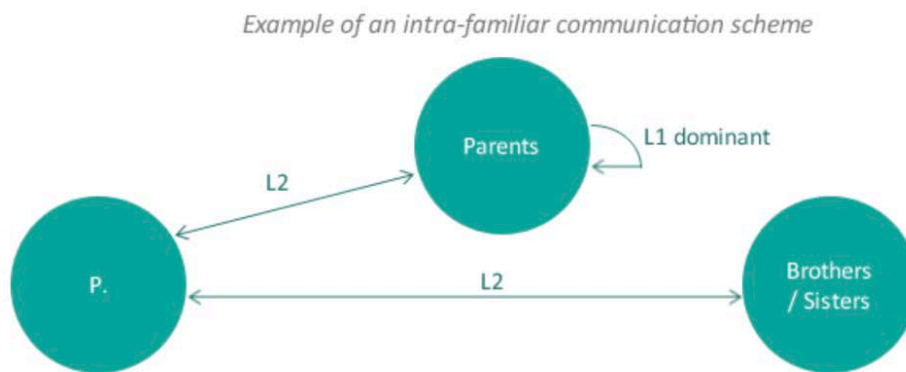 Example of an intra-familiar communication scheme
Parents
L1 dominant
L2
P.
L2
Brothers
/ Sisters